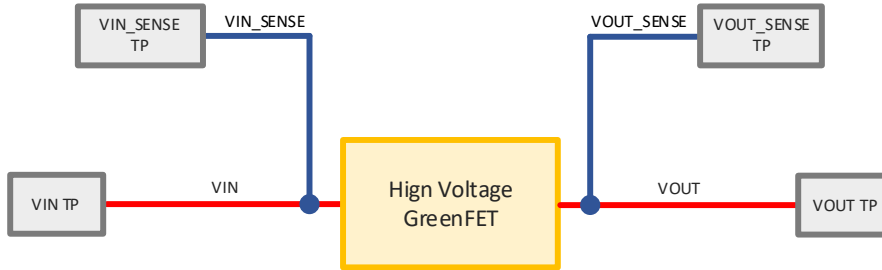 VIN_SENSE
TP
VIN_SENSE
VOUT_SENSE
VOUT_SENSE
TP
VIN TP
VIN
Hign Voltage
GreenFET
VOUT
VOUT TP